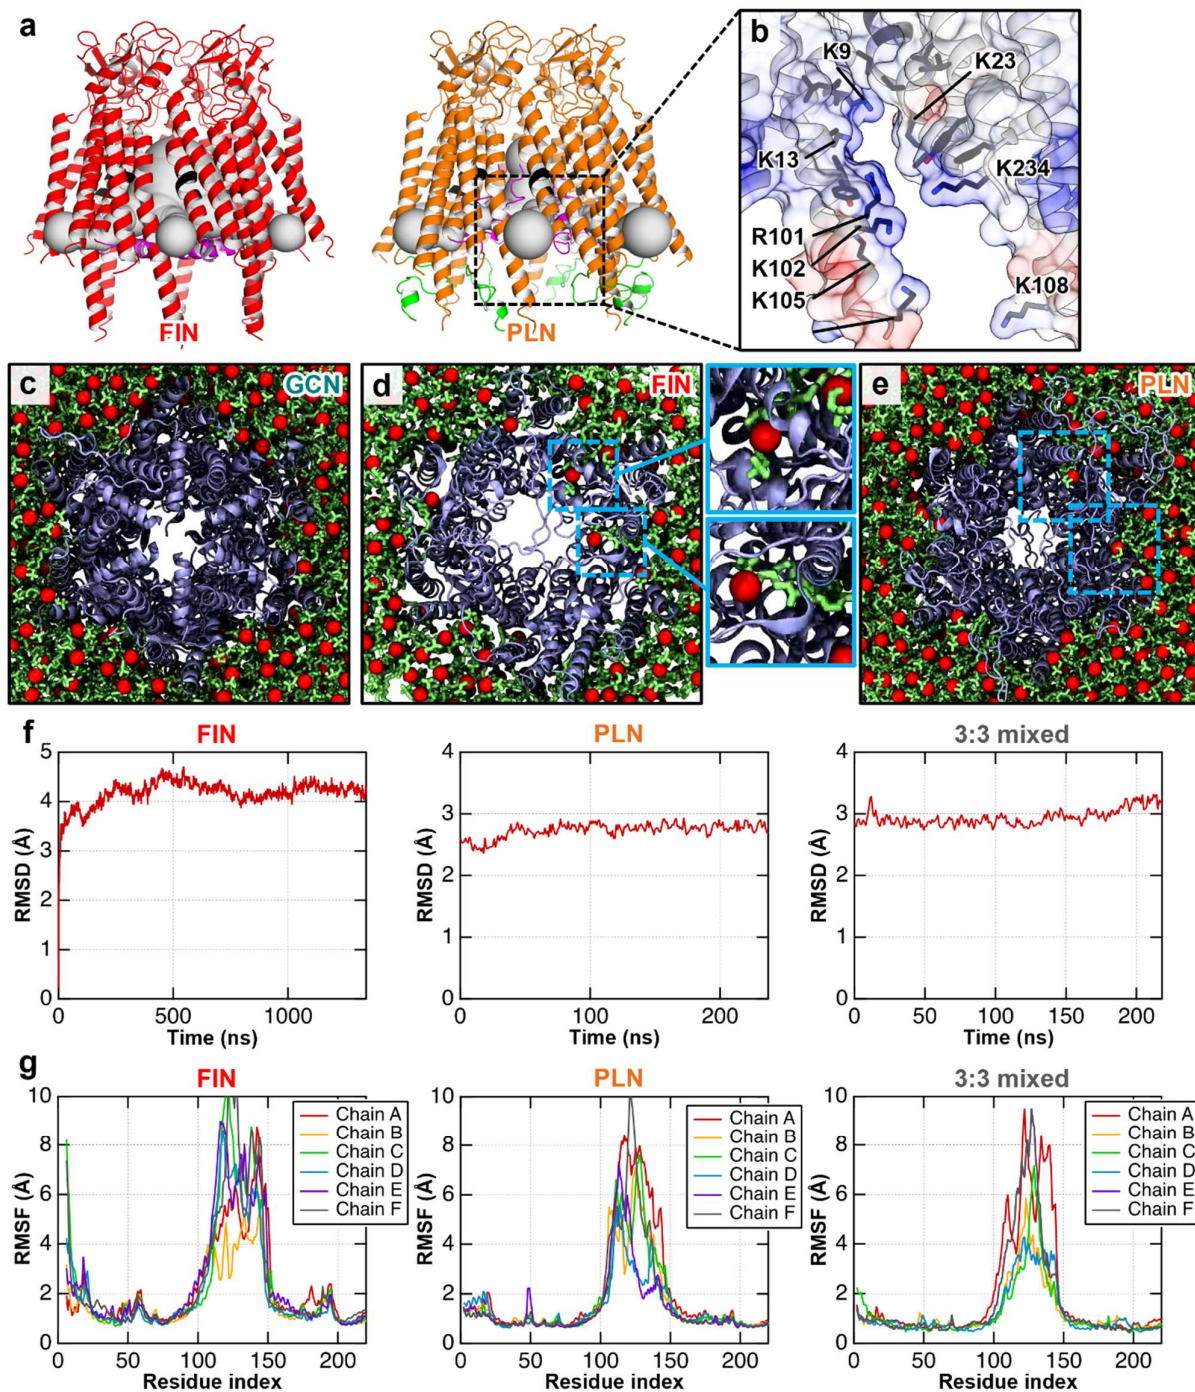 a
FIN
PLN
b
K9
K23
K13
K234
R101
K102
K105
K108
c
GCN
d
FIN
e
PLN
f
FIN
PLN
3:3 mixed
RMSD (Å)
5
4
3
2
1
0
0
500
1000
Time (ns)
RMSD (Å)
4
3
2
1
0
0
100
200
Time (ns)
RMSD (Å)
4
3
2
1
0
0
50
100
150
200
Time (ns)
g
FIN
PLN
3:3 mixed
RMSF (Å)
10
8
6
4
2
0
Chain A
Chain B
Chain C
Chain D
Chain E
Chain F
0
50
100
150
200
Residue index
RMSF (Å)
10
8
6
4
2
0
Chain A
Chain B
Chain C
Chain D
Chain E
Chain F
0
50
100
150
200
Residue index
RMSF (Å)
10
8
6
4
2
0
Chain A
Chain B
Chain C
Chain D
Chain E
Chain F
0
50
100
150
200
Residue index